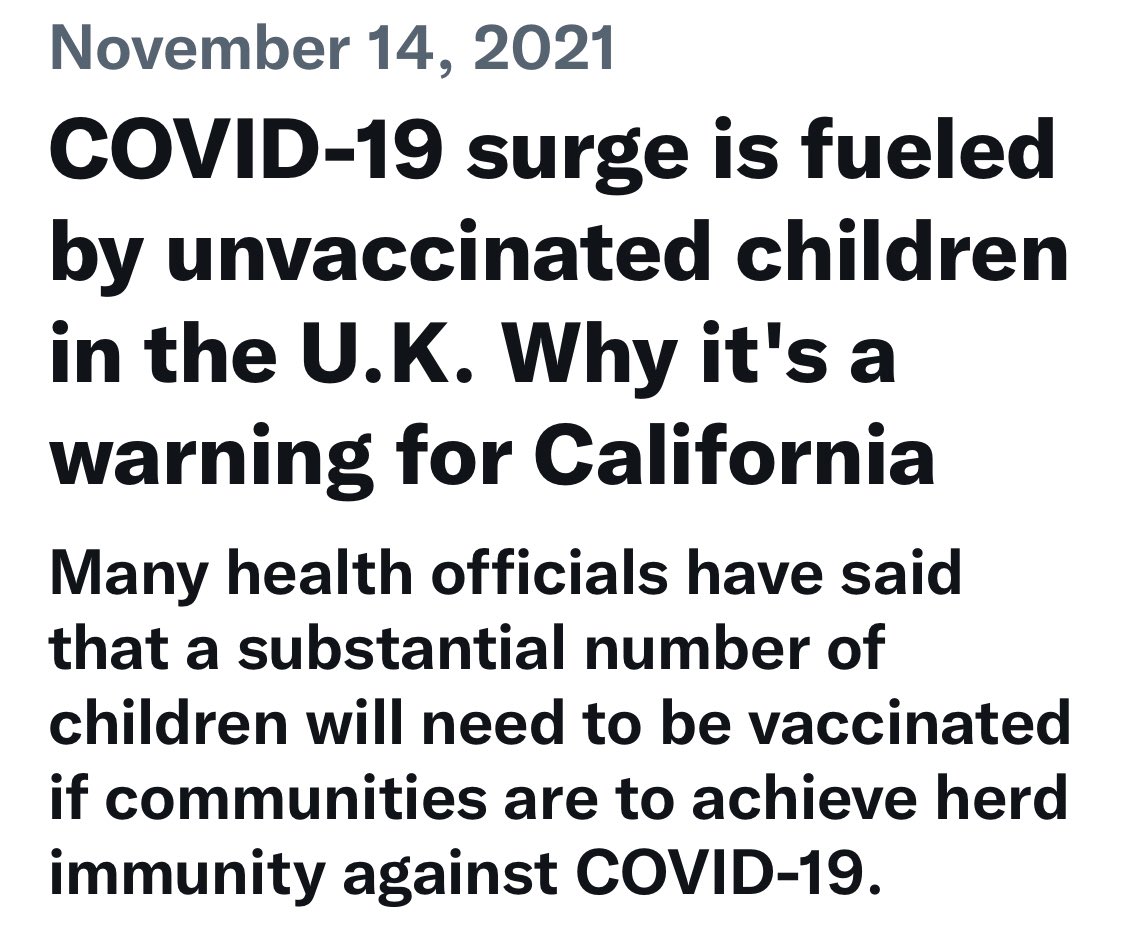 November 14, 2021
COVID-19 surge is fueled
by unvaccinated children
in the U.K. Why it's a
warning for California
Many health officials have said
that a substantial number of
children will need to be vaccinated
if communities are to achieve herd
immunity against COVID-19.